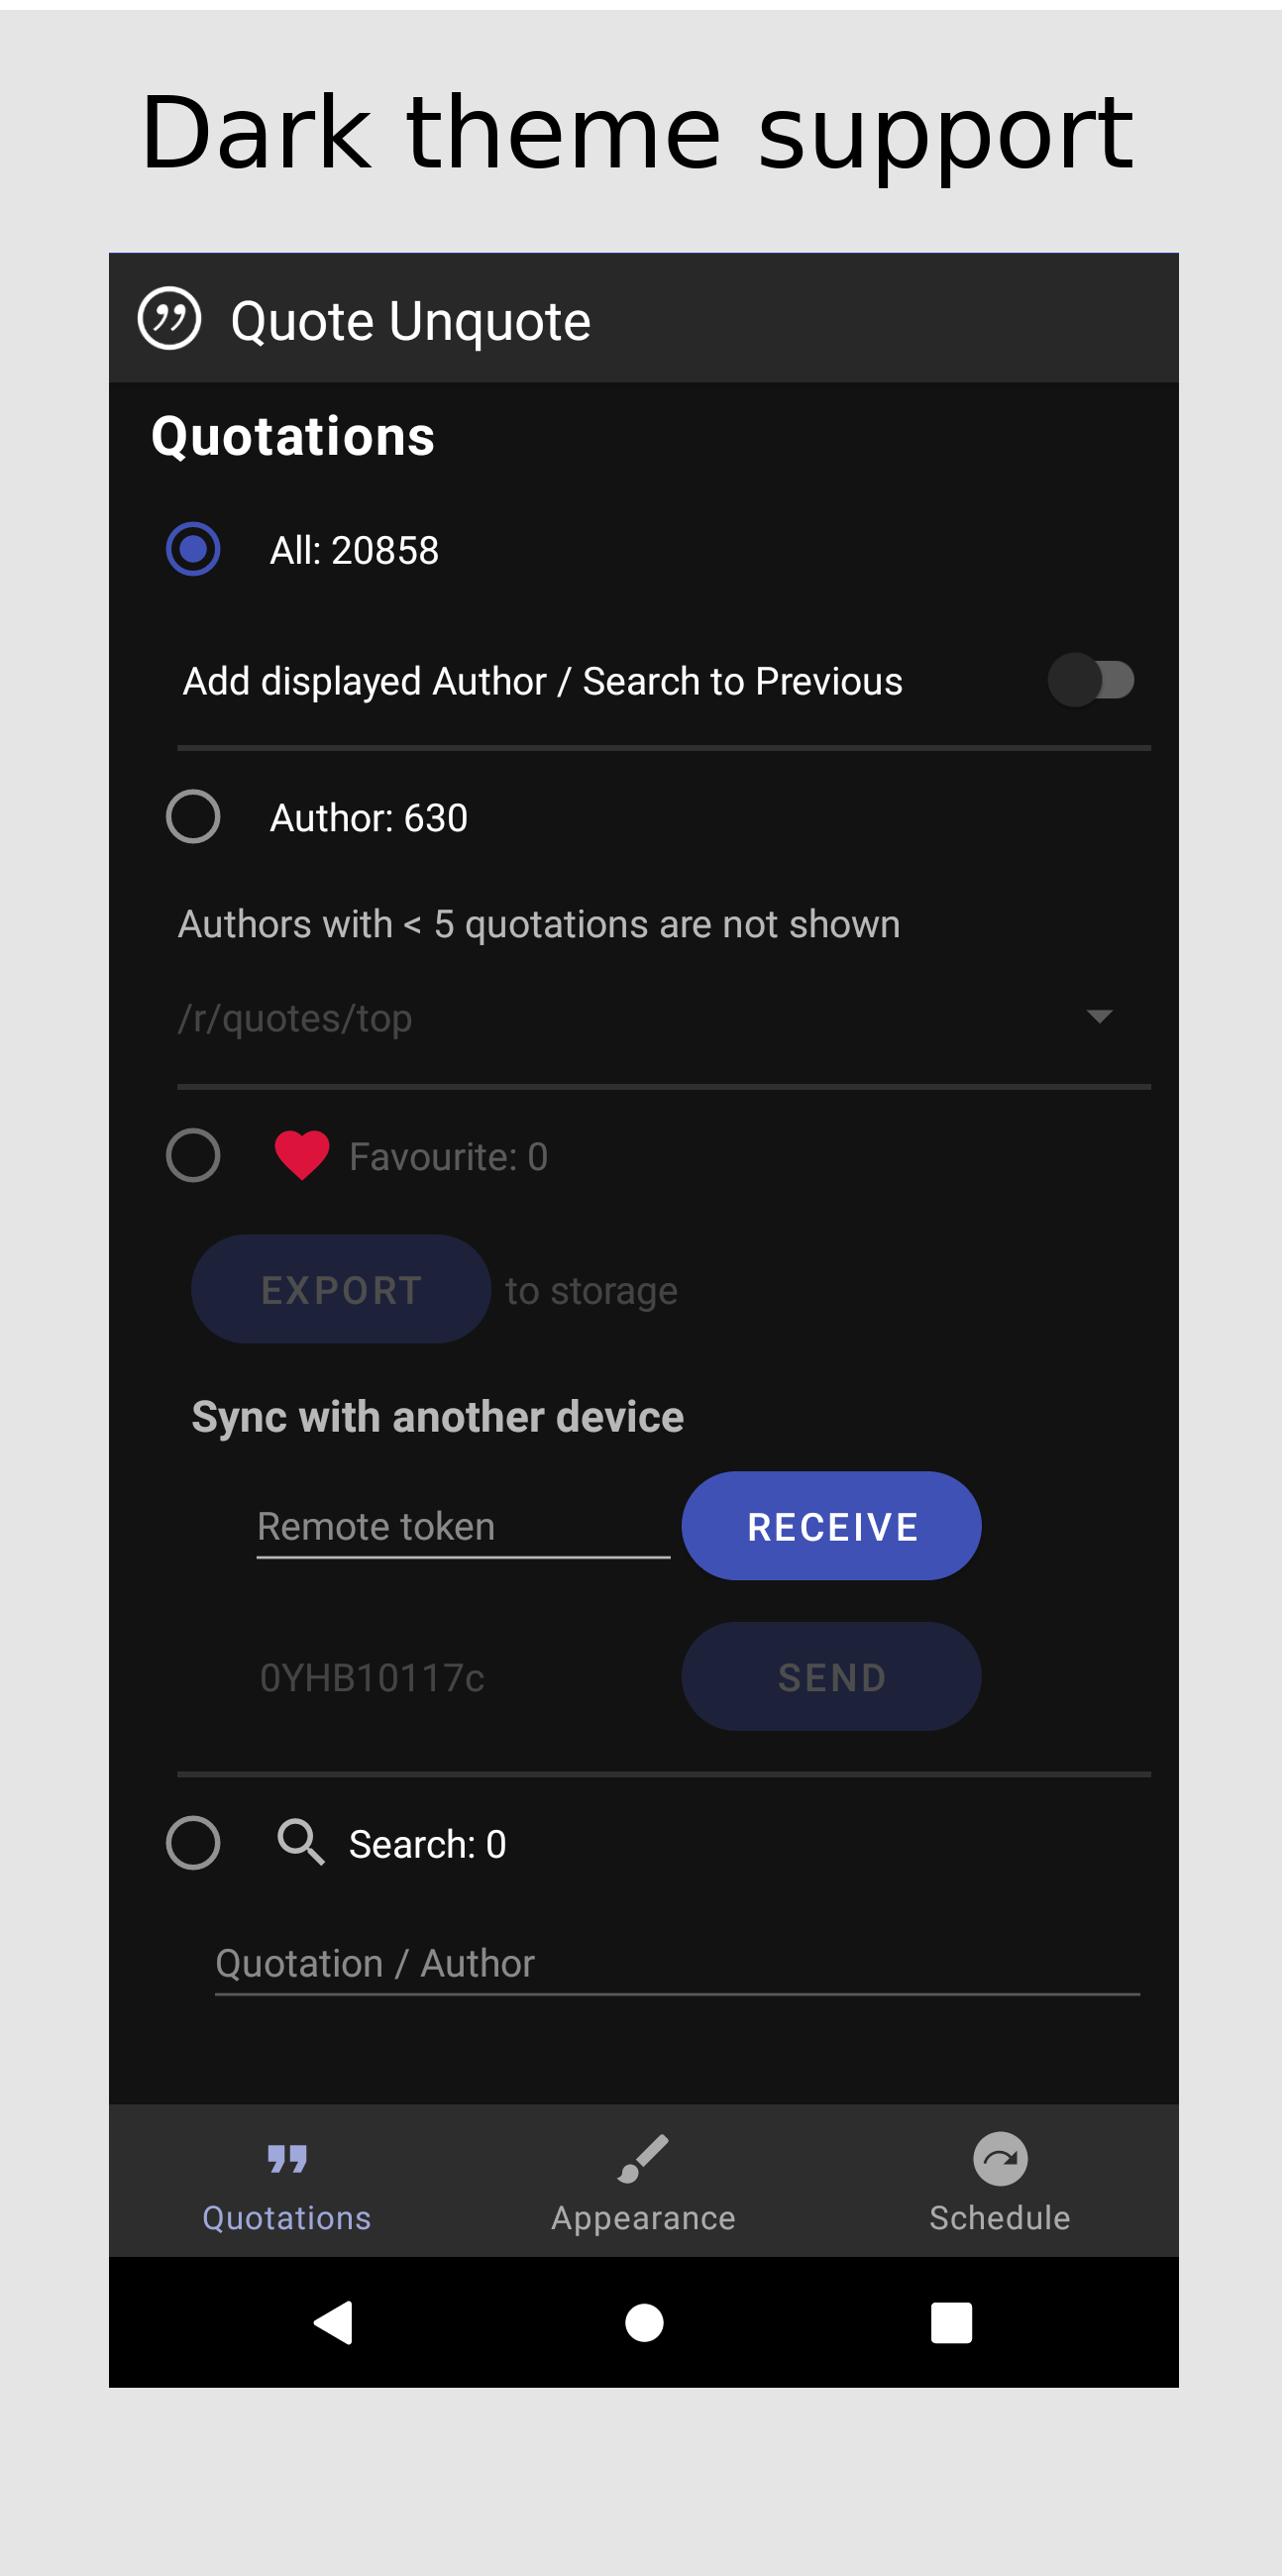 Dark theme support
Quote Unquote
Quotations
All: 20858
Add displayed Author / Search to Previous
Author: 630
Authors with < 5 quotations are not shown
/r/quotes/top
Favourite: 0
EXPORT to storage
Sync with another device
Remote token RECEIVE
0YHB10117c SEND
Search: 0
Quotation / Author
Quotations Appearance Schedule